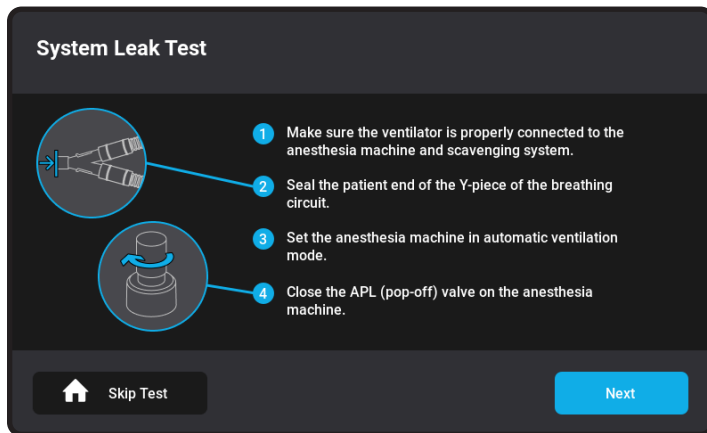 System Leak Test
1 Make sure the ventilator is properly connected to the
anesthesia machine and scavenging system.
2 Seal the patient end of the Y-piece of the breathing
circuit.
3 Set the anesthesia machine in automatic ventilation
mode.
4 Close the APL (pop-off) valve on the anesthesia
machine.
Skip Test
Next